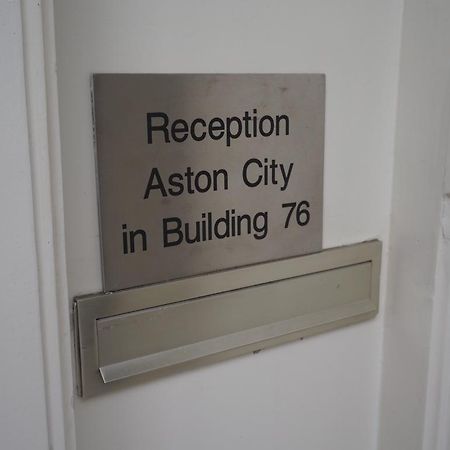 Reception
Aston City
in Building 76